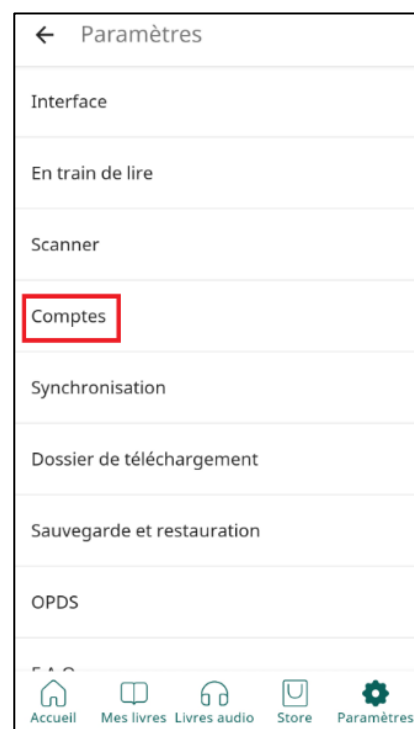 Paramètres
Interface
En train de lire
Scanner
Comptes
Synchronisation
Dossier de téléchargement
Sauvegarde et restauration
OPDS
Accueil Mes livres Livres audio Store Paramètres